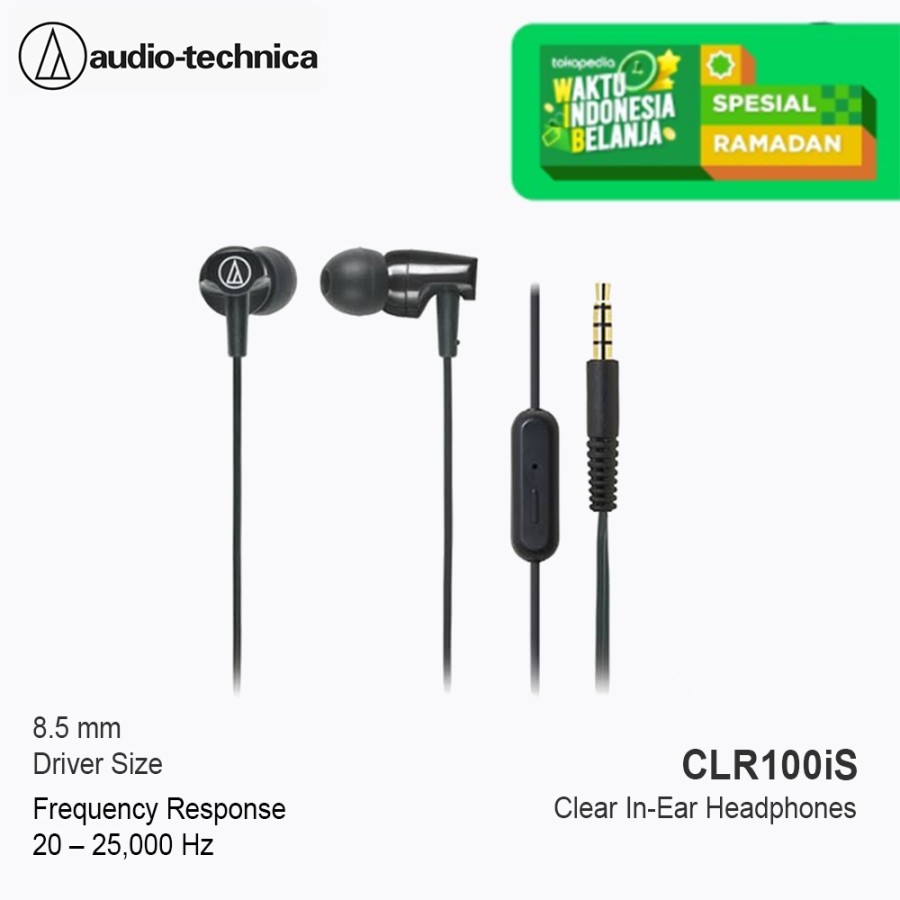 audio-technica
tokopedia
WAKTU
INDONESIA
BELANJA
SPESIAL
RAMADAN
8.5 mm
Driver Size
Frequency Response
20 – 25,000 Hz
CLR100iS
Clear In-Ear Headphones